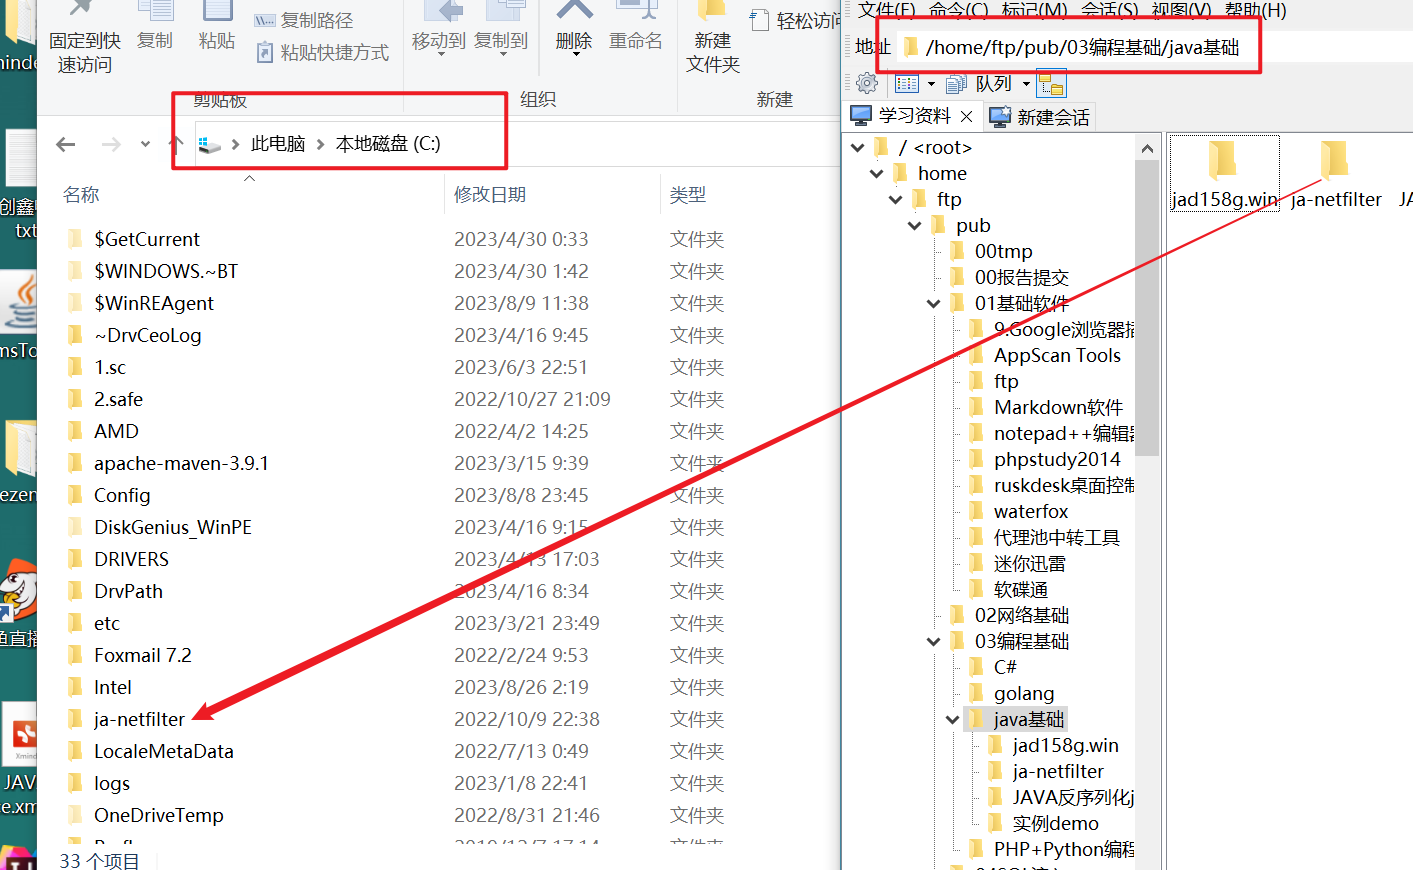 固定到快
速访问
复制
粘贴
复制路径
粘贴快捷方式
移动到
复制到
删除
重命名
新建
文件夹
轻松访问
剪贴板
组织
新建
此电脑 本地磁盘 (C:)
名称 修改日期 类型
$GetCurrent 2023/4/30 0:33 文件夹
$WINDOWS.~BT 2023/4/30 1:42 文件夹
$WinREAgent 2023/8/9 11:38 文件夹
~DrvCeoLog 2023/4/16 9:45 文件夹
1.sc 2023/6/3 22:51 文件夹
2.safe 2022/10/27 21:09 文件夹
AMD 2022/4/2 14:25 文件夹
apache-maven-3.9.1 2023/3/15 9:39 文件夹
Config 2023/8/8 23:45 文件夹
DiskGenius_WinPE 2023/4/16 9:15 文件夹
DRIVERS 2023/4/13 17:03 文件夹
DrvPath 2023/4/16 8:34 文件夹
etc 2023/3/21 23:49 文件夹
Foxmail 7.2 2022/2/24 9:53 文件夹
Intel 2023/8/26 2:19 文件夹
ja-netfilter 2022/10/9 22:38 文件夹
LocaleMetaData 2022/7/13 0:49 文件夹
logs 2023/1/8 22:41 文件夹
OneDriveTemp 2022/8/31 21:46 文件夹
33 个项目
文件(F) 命令(C) 标记(M) 会话(S) 视图(V) 帮助(H)
地址 /home/ftp/pub/03编程基础/java基础
队列
学习资料 新建会话
/ <root>
home
ftp
pub
00tmp
00报告提交
01基础软件
9.Google浏览器插
AppScan Tools
ftp
Markdown软件
notepad++编辑器
phpstudy2014
ruskdesk桌面控制
waterfox
代理池中转工具
迷你迅雷
软碟通
02网络基础
03编程基础
C#
golang
java基础
jad158g.win
ja-netfilter
JAVA反序列化j
实例demo
PHP+Python编程
jad158g.win ja-netfilter JA
txt
JAV
e.xm
Xmind
鱼直播